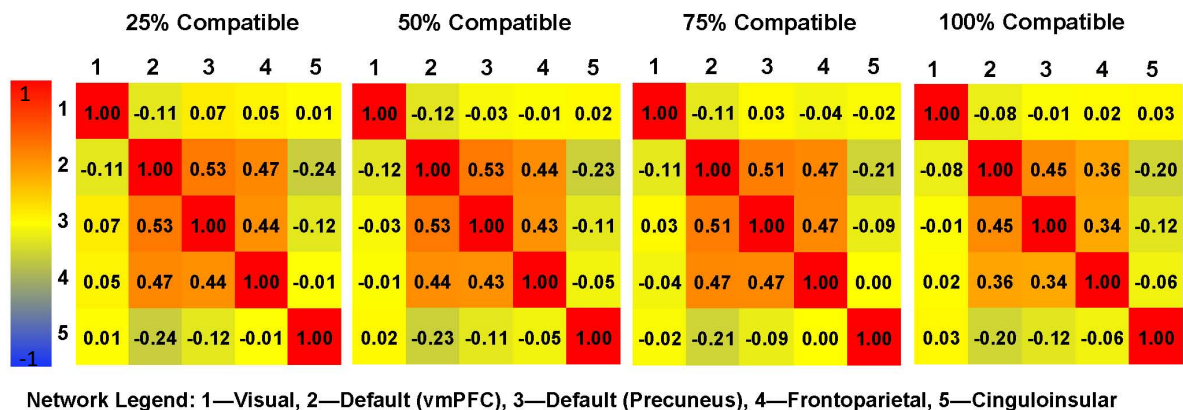 25% Compatible 50% Compatible 75% Compatible 100% Compatible
1 2 3 4 5 1 2 3 4 5 1 2 3 4 5 1 2 3 4 5
1 1 1.00 -0.11 0.07 0.05 0.01 1.00 -0.12 -0.03 -0.01 0.02 1.00 -0.11 0.03 -0.04 -0.02 1.00 -0.08 -0.01 0.02 0.03
2 -0.11 1.00 0.53 0.47 -0.24 -0.12 1.00 0.53 0.44 -0.23 -0.11 1.00 0.51 0.47 -0.21 -0.08 1.00 0.45 0.36 -0.20
3 0.07 0.53 1.00 0.44 -0.12 -0.03 0.53 1.00 0.43 -0.11 0.03 0.51 1.00 0.47 -0.09 -0.01 0.45 1.00 0.34 -0.12
4 0.05 0.47 0.44 1.00 -0.01 -0.01 0.44 0.43 1.00 -0.05 -0.04 0.47 0.47 1.00 0.00 0.02 0.36 0.34 1.00 -0.06
-1 5 0.01 -0.24 -0.12 -0.01 1.00 0.02 -0.23 -0.11 -0.05 1.00 -0.02 -0.21 -0.09 0.00 1.00 0.03 -0.20 -0.12 -0.06 1.00
Network Legend: 1—Visual, 2—Default (vmPFC), 3—Default (Precuneus), 4—Frontoparietal, 5—Cinguloinsular